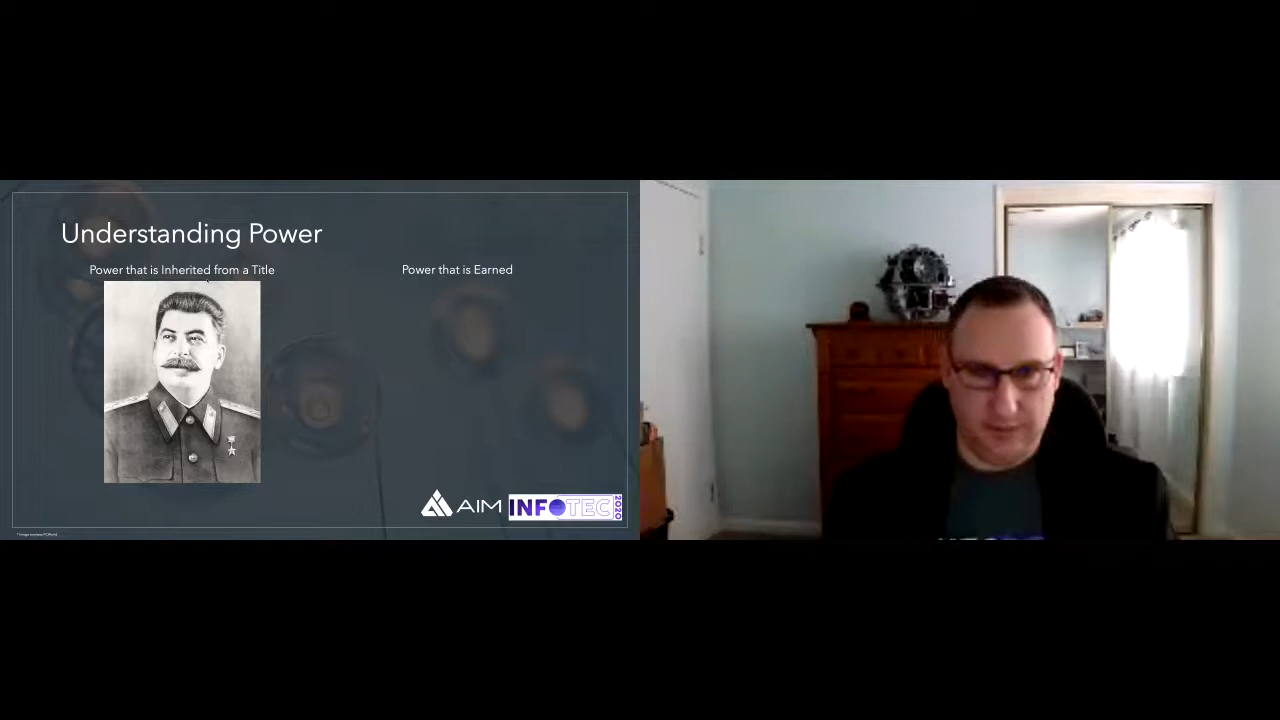 Understanding Power
Power that is Inherited from a Title
Power that is Earned
AIM
INFOTEC
2020